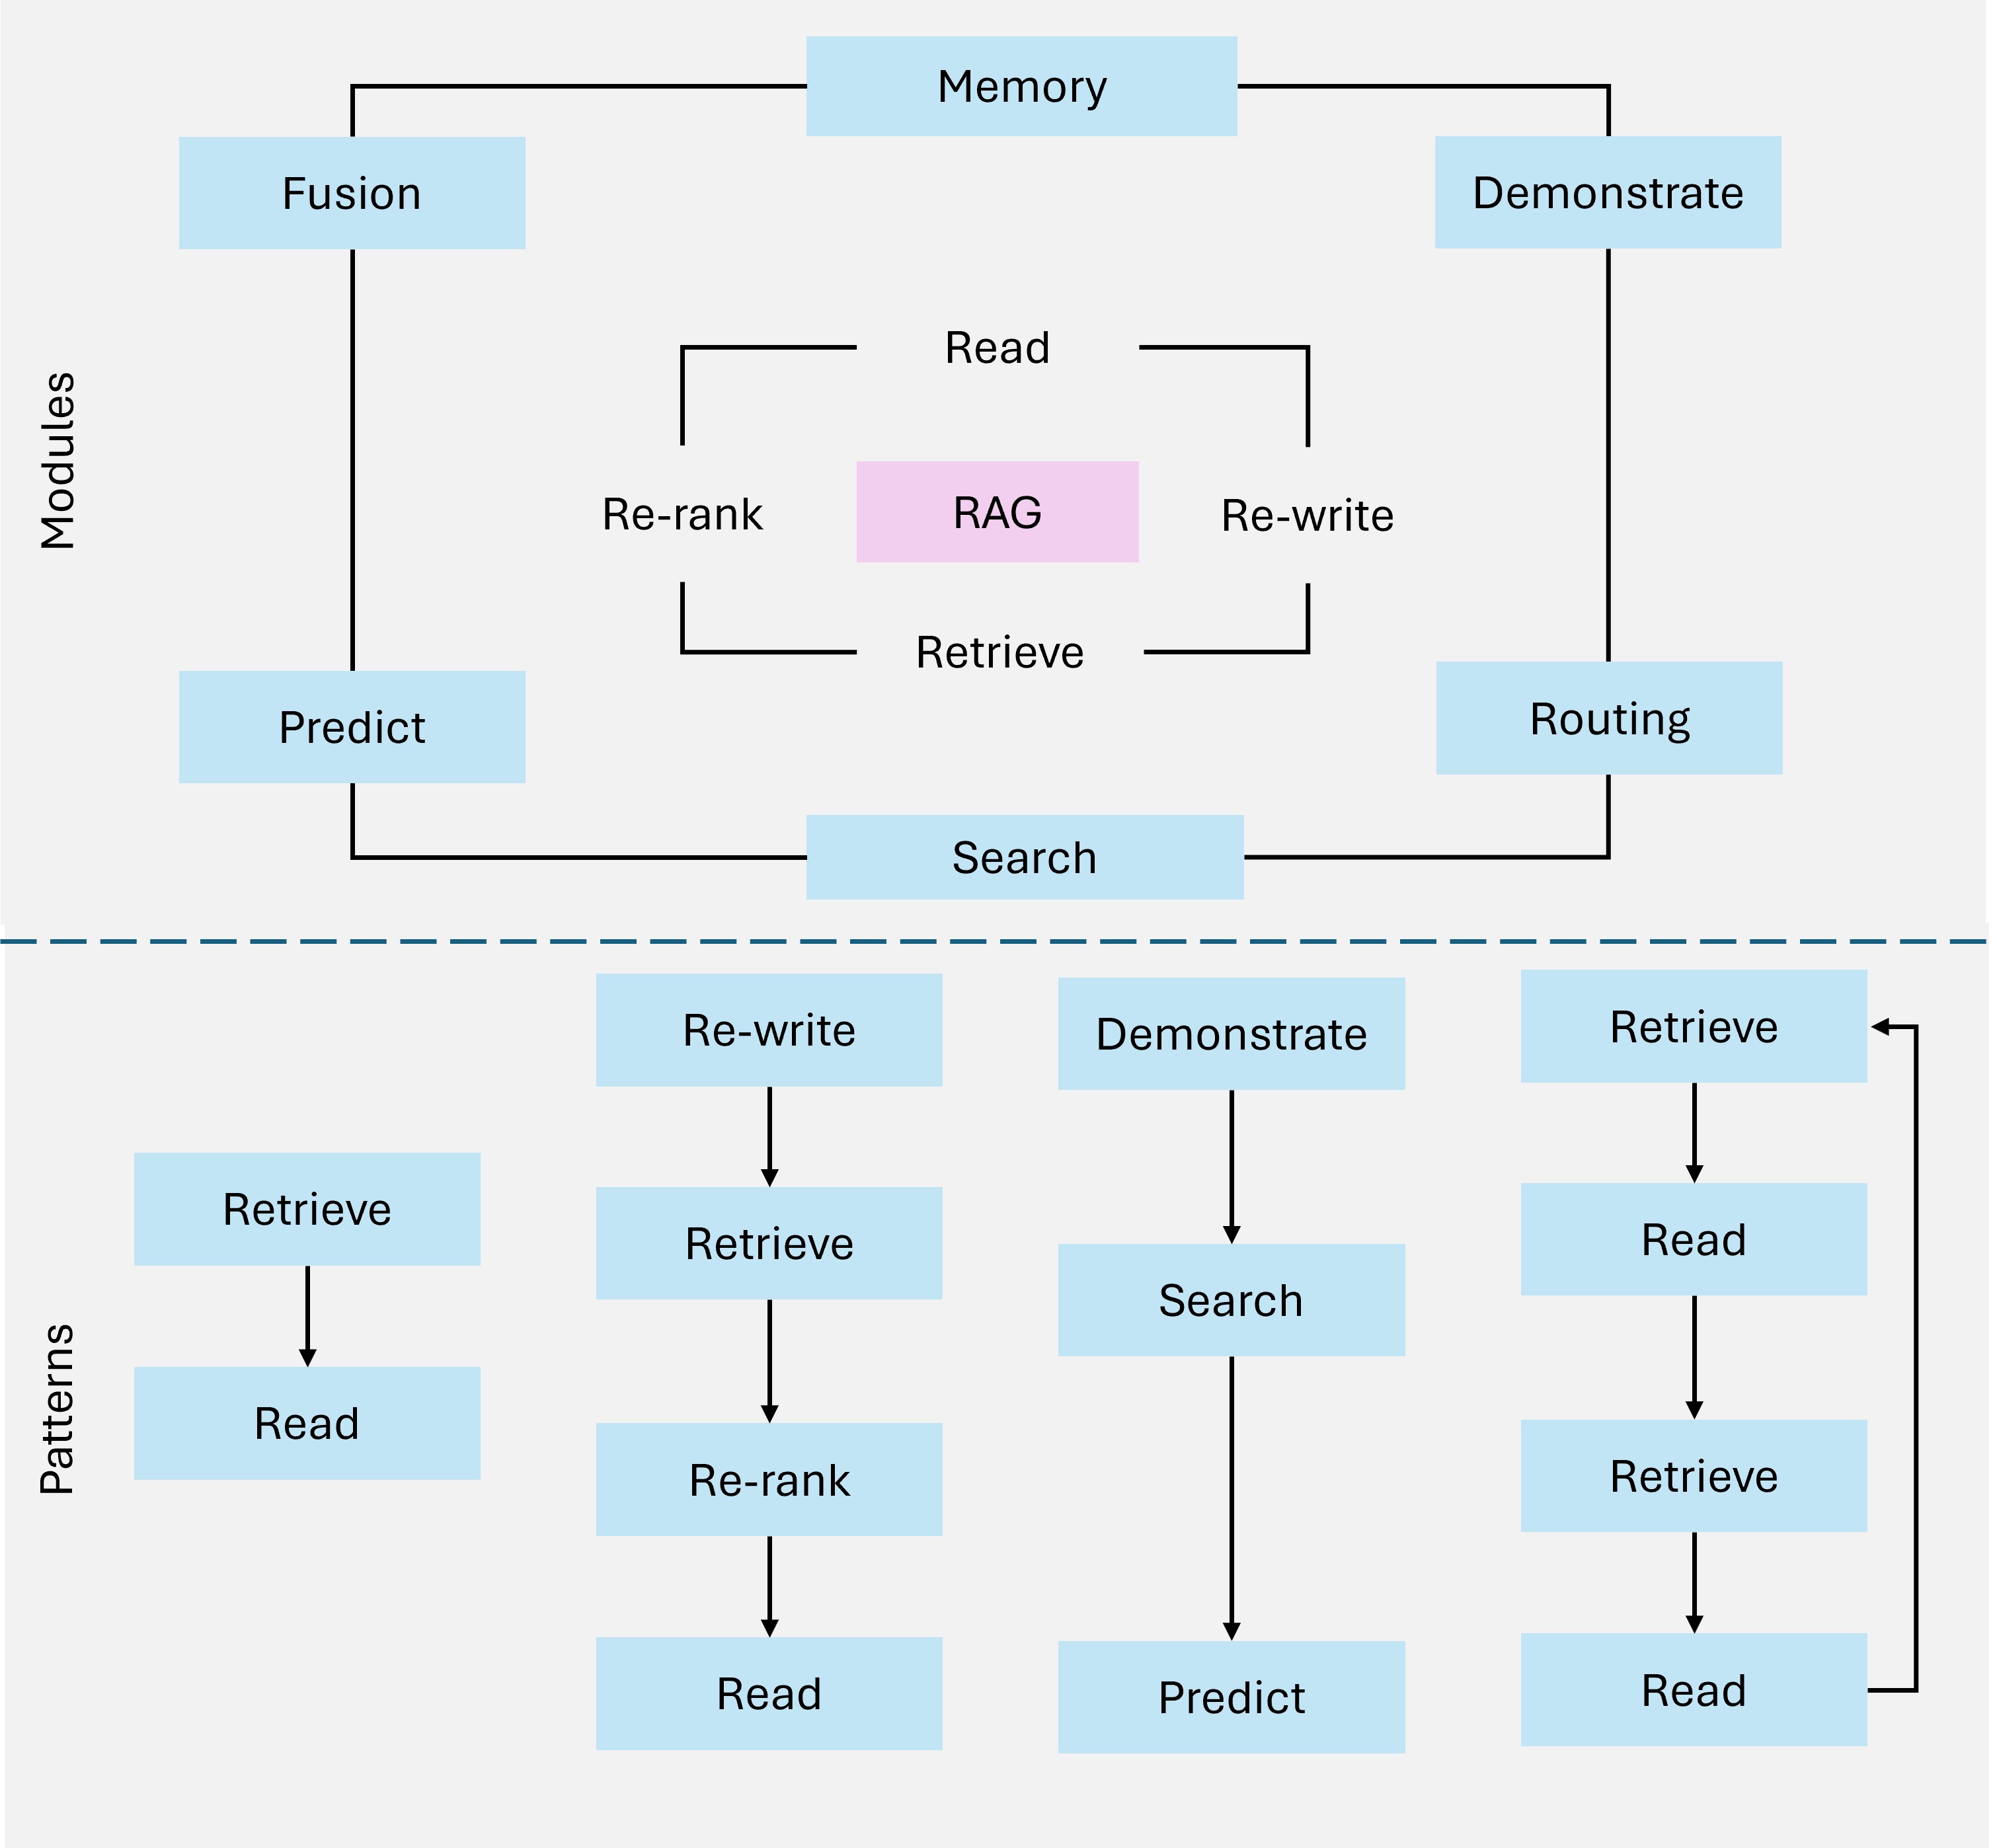 Memory
Fusion
Demonstrate
Read
Modules
Re-rank
RAG
Re-write
Retrieve
Predict
Routing
Search
Re-write
Demonstrate
Retrieve
Retrieve
Retrieve
Read
Search
Patterns
Read
Re-rank
Retrieve
Read
Predict
Read